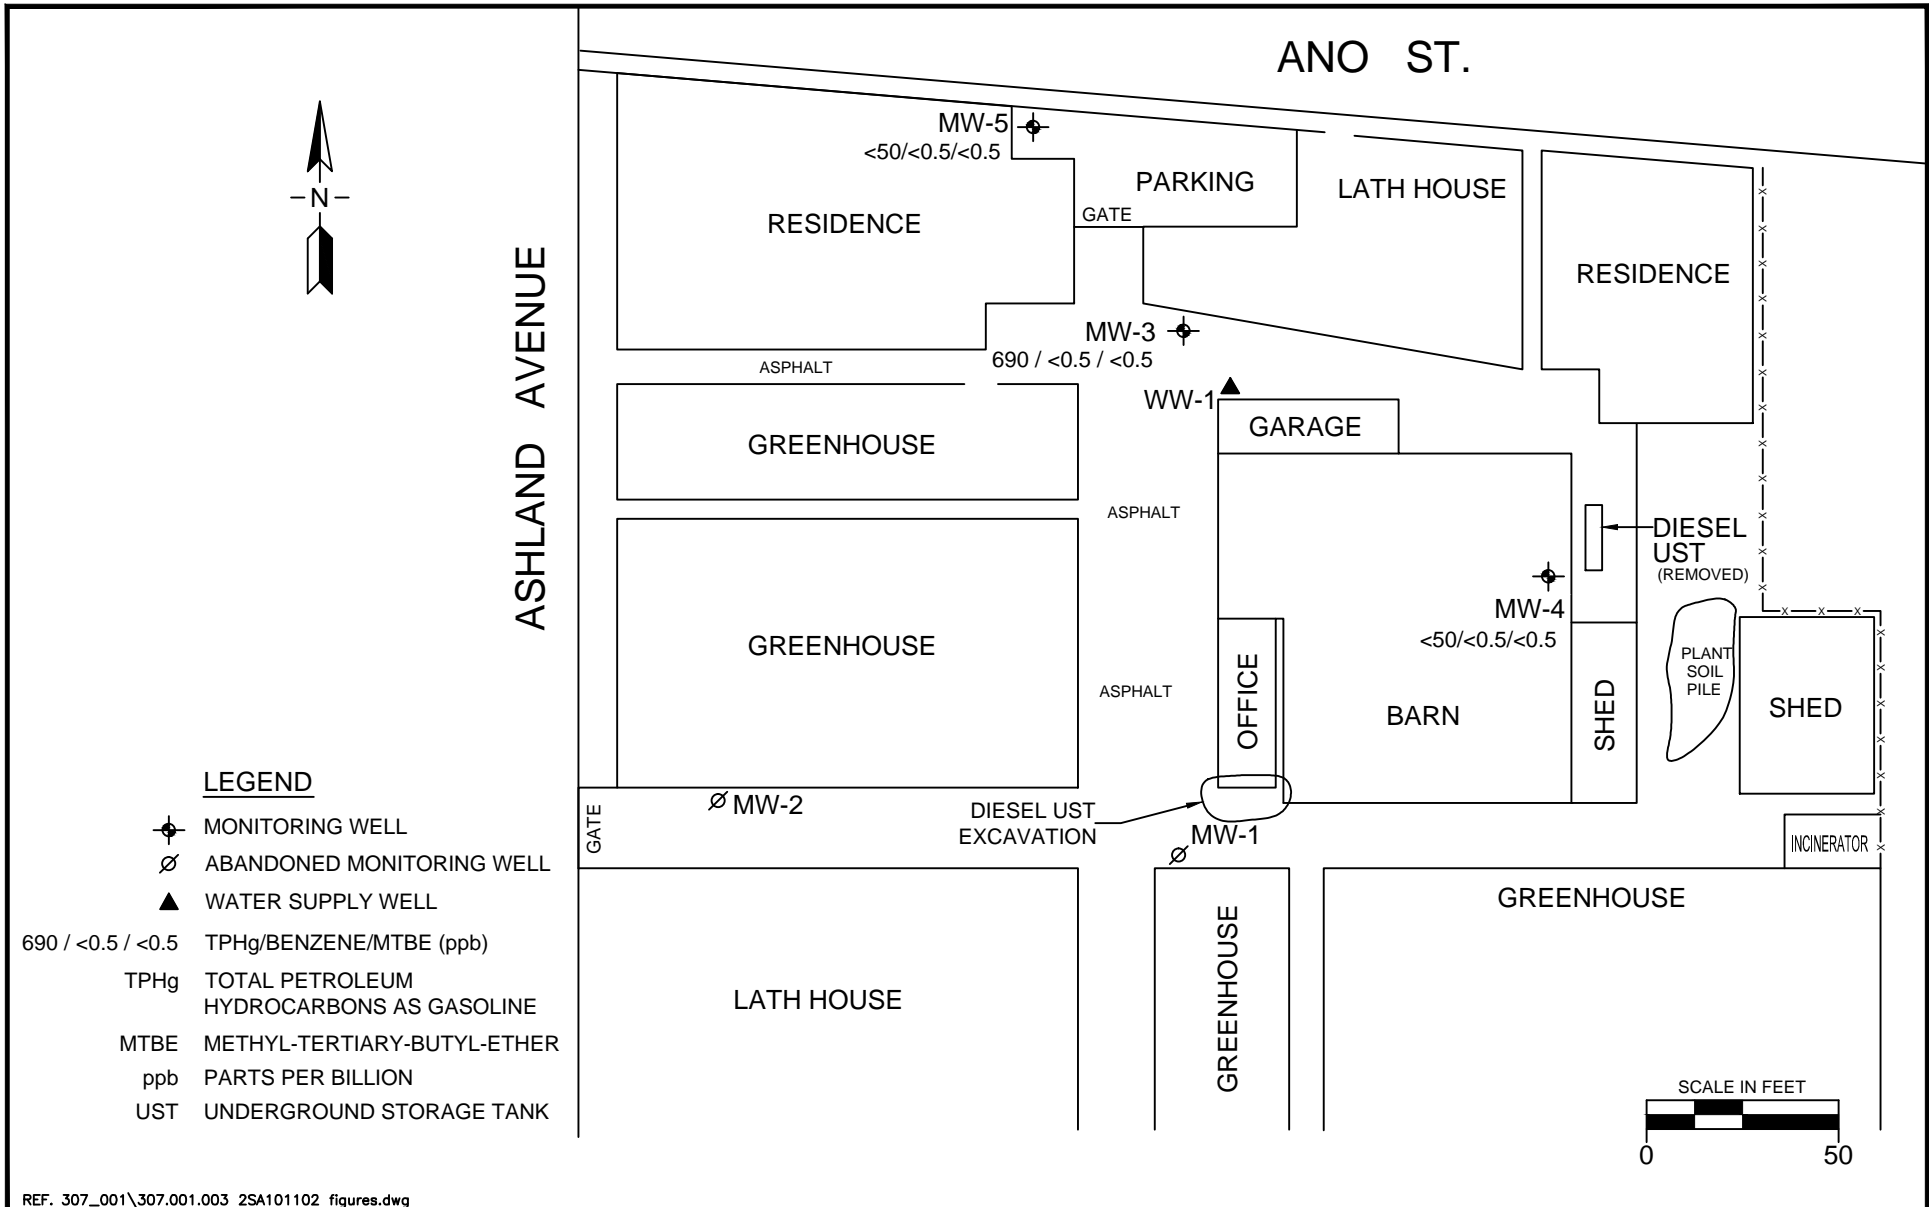 ANO ST.
N
ASHLAND AVENUE
MW-5
<50/<0.5/<0.5
PARKING
LATH HOUSE
GATE
RESIDENCE
RESIDENCE
MW-3
690 / <0.5 / <0.5
ASPHALT
WW-1
GARAGE
GREENHOUSE
ASPHALT
DIESEL
UST
(REMOVED)
MW-4
<50/<0.5/<0.5
GREENHOUSE
ASPHALT
OFFICE
BARN
SHED
PLANT
SOIL
PILE
SHED
GATE
MW-2
DIESEL UST
EXCAVATION
MW-1
INCINERATOR
GREENHOUSE
GREENHOUSE
LATH HOUSE
LEGEND
MONITORING WELL
ABANDONED MONITORING WELL
WATER SUPPLY WELL
690 / <0.5 / <0.5 TPHg/BENZENE/MTBE (ppb)
TPHg TOTAL PETROLEUM
HYDROCARBONS AS GASOLINE
MTBE METHYL-TERTIARY-BUTYL-ETHER
ppb PARTS PER BILLION
UST UNDERGROUND STORAGE TANK
SCALE IN FEET
0 50
REF. 307_001\307.001.003 2SA101102 figures.dwg